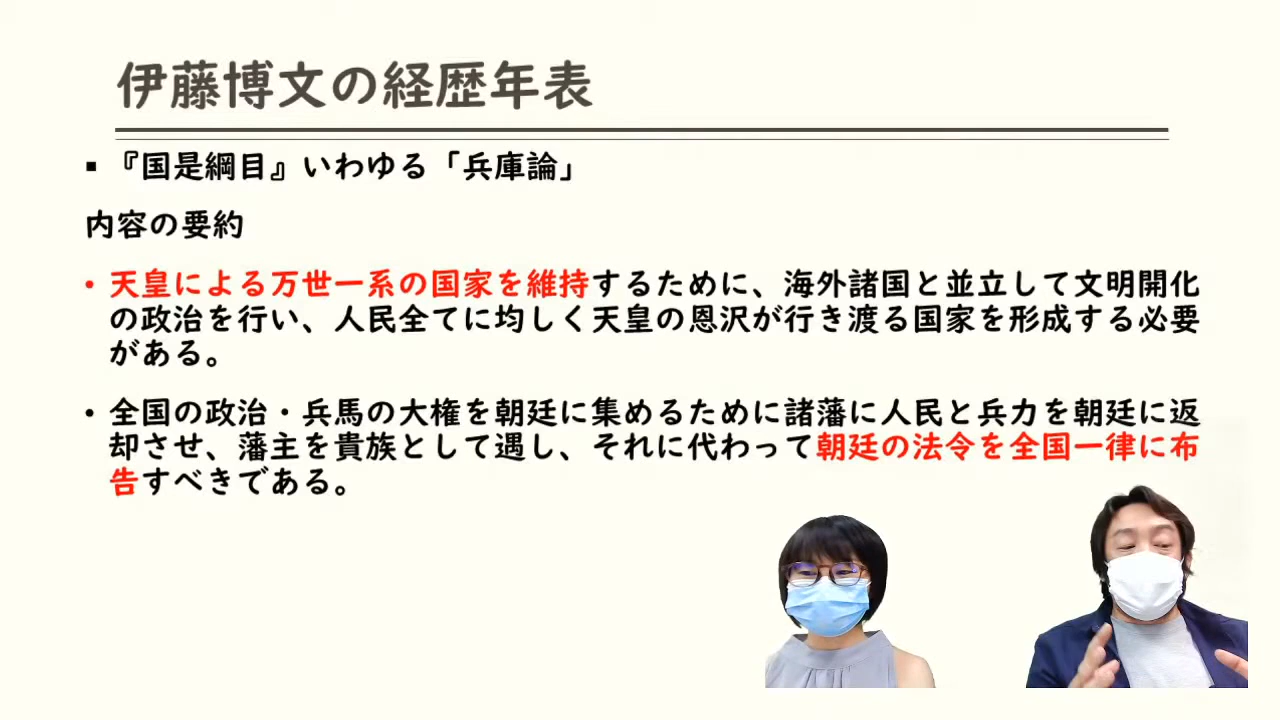 伊藤博文の経歴年表
▪『国是綱目』いわゆる「兵庫論」
内容の要約
• 天皇による万世一系の国家を維持するために、海外諸国と並立して文明開化
の政治を行い、人民全てに均しく天皇の恩沢が行き渡る国家を形成する必要
がある。
• 全国の政治・兵馬の大権を朝廷に集めるために諸藩に人民と兵力を朝廷に返
却させ、藩主を貴族として遇し、それに代わって朝廷の法令を全国一律に布
告すべきである。